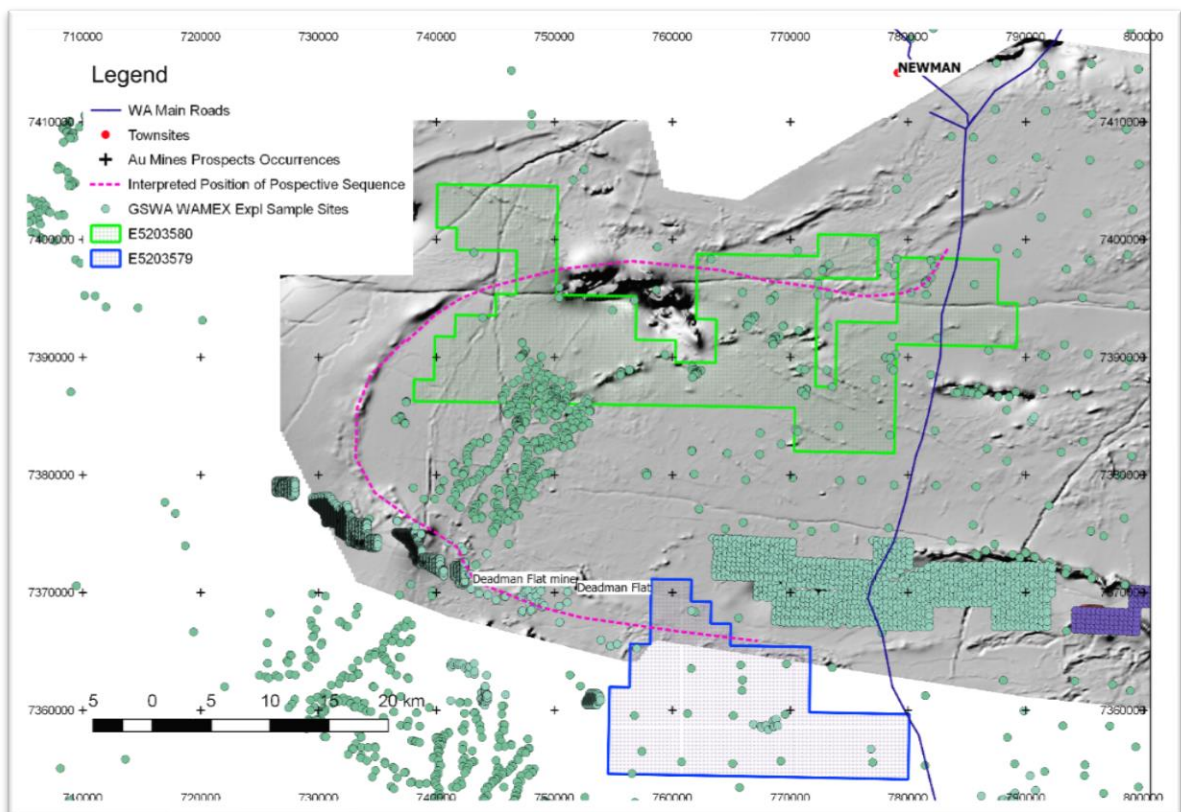 710000 720000 730000 740000 750000 760000 770000 780000 790000 800000
Legend
WA Main Roads
Townsites
Au Mines Prospects Occurrences
Interpreted Position of Pospective Sequence
GSWA WAMEX Expl Sample Sites
E5203580
E5203579
NEWMAN
7410000 7410000
7400000 7400000
7390000 7390000
7380000 7380000
Deadman Flat mine
Deadman Flat
7370000 7370000
5 0 5 10 15 20 km
7360000 7360000
710000 720000 730000 740000 750000 760000 770000 780000 790000 800000